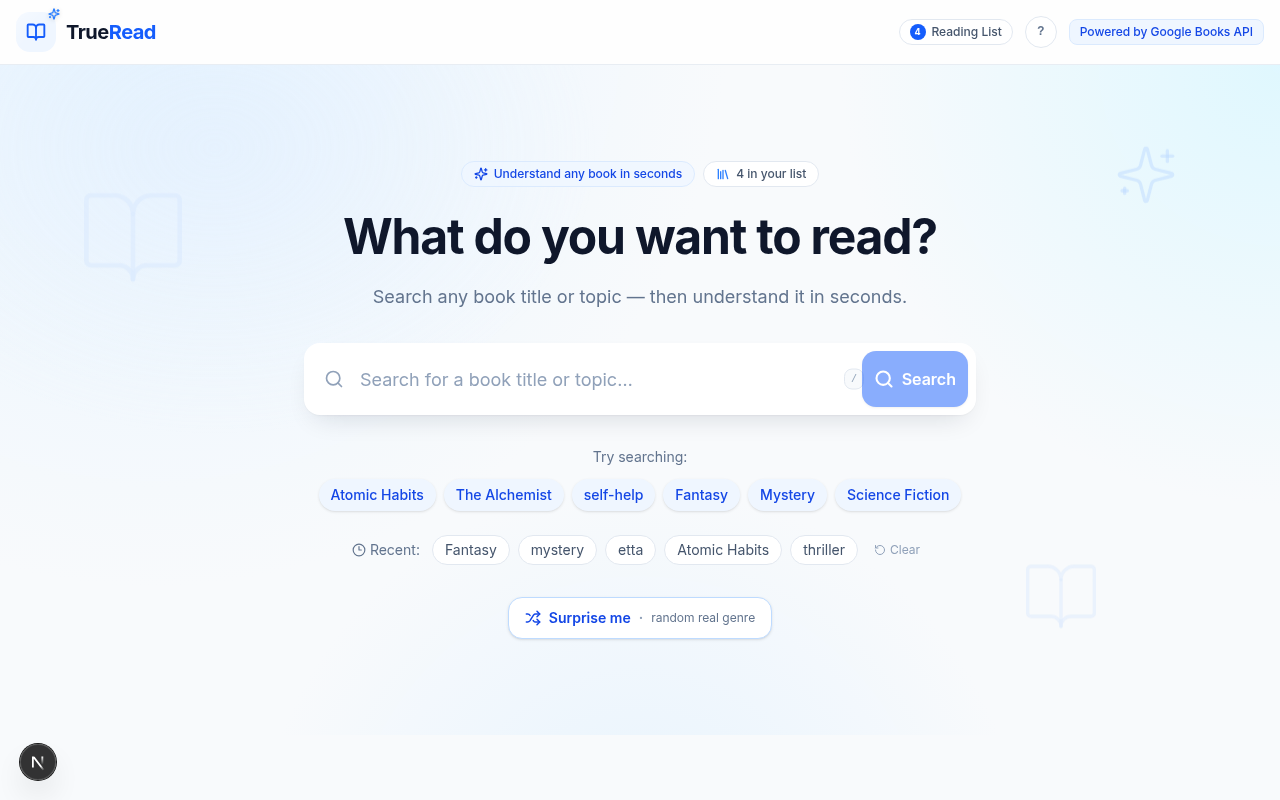 TrueRead
4 Reading List
?
Powered by Google Books API
Understand any book in seconds
4 in your list
What do you want to read?
Search any book title or topic — then understand it in seconds.
Search for a book title or topic...
/
Search
Try searching:
Atomic Habits The Alchemist self-help Fantasy Mystery Science Fiction
Recent: Fantasy mystery etta Atomic Habits thriller Clear
Surprise me · random real genre
N